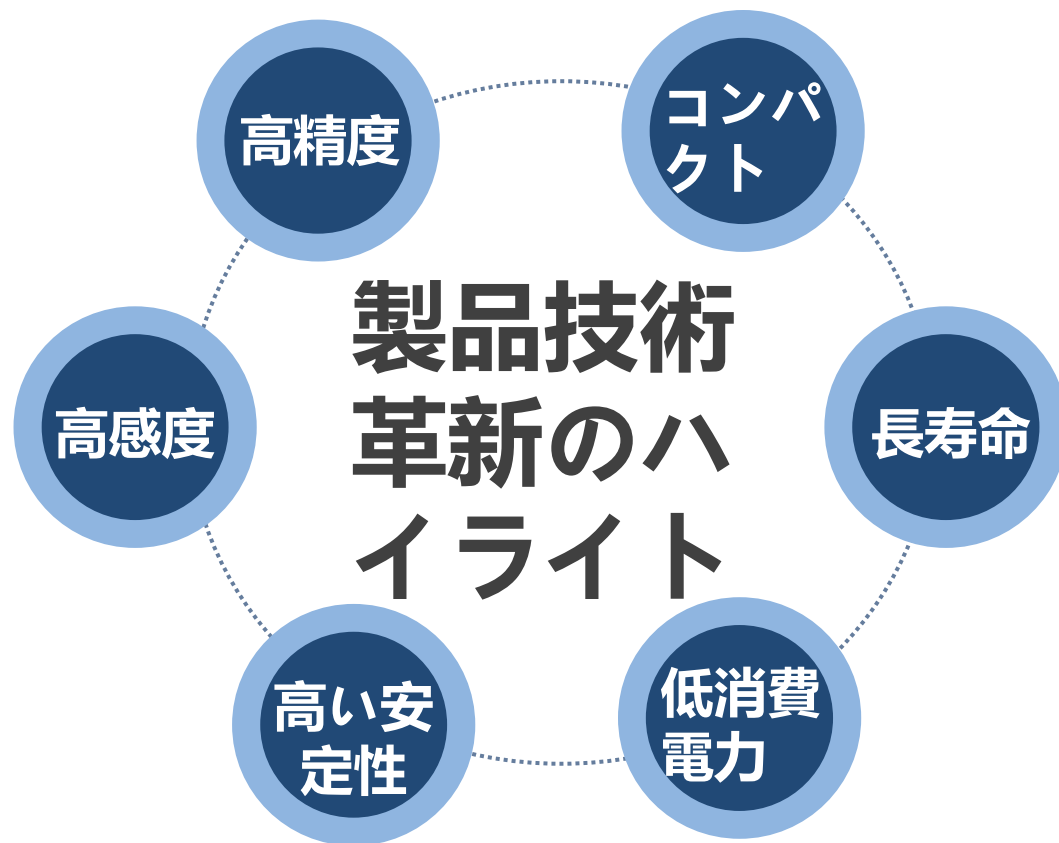 高精度
コンパ
クト
製品技術
革新のハ
イライト
高感度
長寿命
高い安
定性
低消費
電力